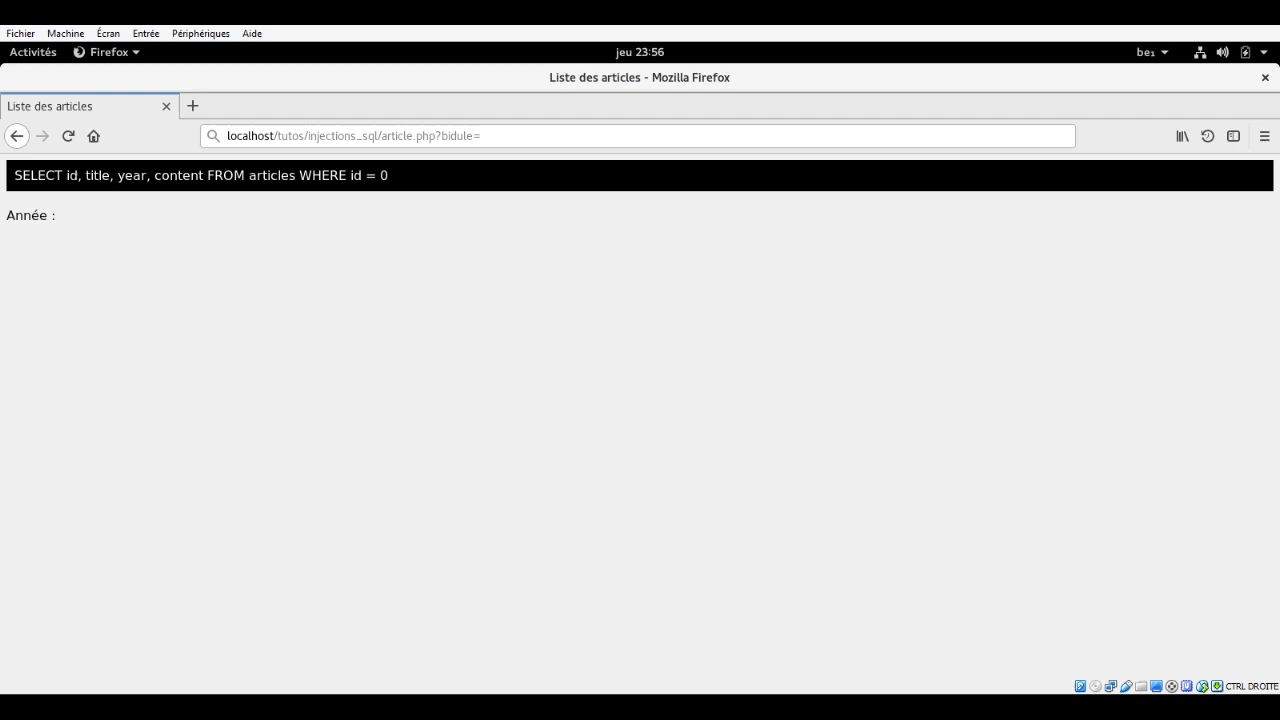 Fichier Machine Écran Entrée Périphériques Aide
Activités Firefox jeu 23:56 be₁
Liste des articles - Mozilla Firefox
Liste des articles
localhost/tutos/injections_sql/article.php?bidule=
SELECT id, title, year, content FROM articles WHERE id = 0
Année :
CTRL DROITE